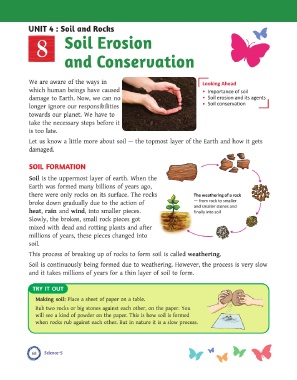 UNIT 4 : Soil and Rocks
8
Soil Erosion
and Conservation
We are aware of the ways in
which human beings have caused
damage to Earth. Now, we can no
longer ignore our responsibilities
towards our planet. We have to
take the necessary steps before it
is too late.
Looking Ahead
• Importance of soil
• Soil erosion and its agents
• Soil conservation
Let us know a little more about soil — the topmost layer of the Earth and how it gets
damaged.
SOIL FORMATION
Soil is the uppermost layer of earth. When the
Earth was formed many billions of years ago,
there were only rocks on its surface. The rocks
broke down gradually due to the action of
heat, rain and wind, into smaller pieces.
Slowly, the broken, small rock pieces got
mixed with dead and rotting plants and after
millions of years, these pieces changed into
soil.
The weathering of a rock
— from rock to smaller
and smaller stones and
finally into soil
This process of breaking up of rocks to form soil is called weathering.
Soil is continuously being formed due to weathering. However, the process is very slow
and it takes millions of years for a thin layer of soil to form.
TRY IT OUT
Making soil: Place a sheet of paper on a table.
Rub two rocks or big stones against each other, on the paper. You
will see a kind of powder on the paper. This is how soil is formed
when rocks rub against each other. But in nature it is a slow process.
Science-5